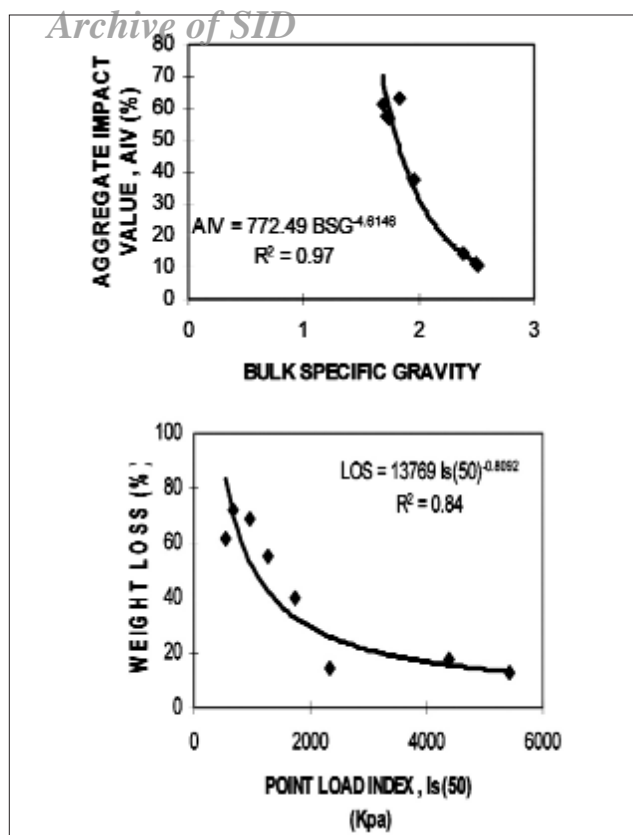 Archive of SID
AGGREGATE IMPACT
VALUE , AIV (%)
80
70
60
50
40
30
20
10
0
AIV = 772.49 BSG^-4.6146
R² = 0.97
0 1 2 3
BULK SPECIFIC GRAVITY
WEIGHT LOSS (%)
100
80
60
40
20
0
LOS = 13769 Is(50)^-0.8092
R² = 0.84
0 2000 4000 6000
POINT LOAD INDEX , Is(50)
(Kpa)